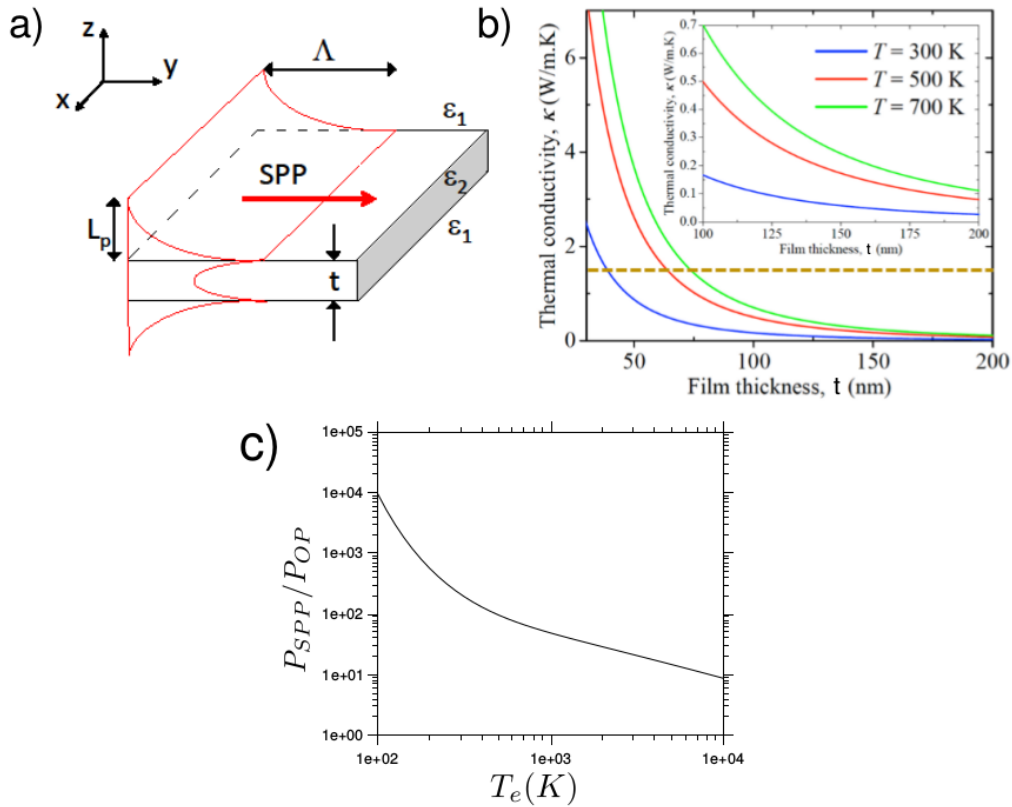 a)
z
y
x
Λ
ε1
SPP
ε2
Lp
ε1
t
b)
Thermal conductivity, κ (W/m.K)
6
4
2
0
50
100
150
200
Film thickness, t (nm)
Thermal conductivity, κ (W/m.K)
0.7
0.6
0.5
0.4
0.3
0.2
0.1
0.0
100
125
150
175
200
Film thickness, t (nm)
T = 300 K
T = 500 K
T = 700 K
c)
P_SPP/P_OP
1e+05
1e+04
1e+03
1e+02
1e+01
1e+00
1e+02
1e+03
1e+04
T_e(K)